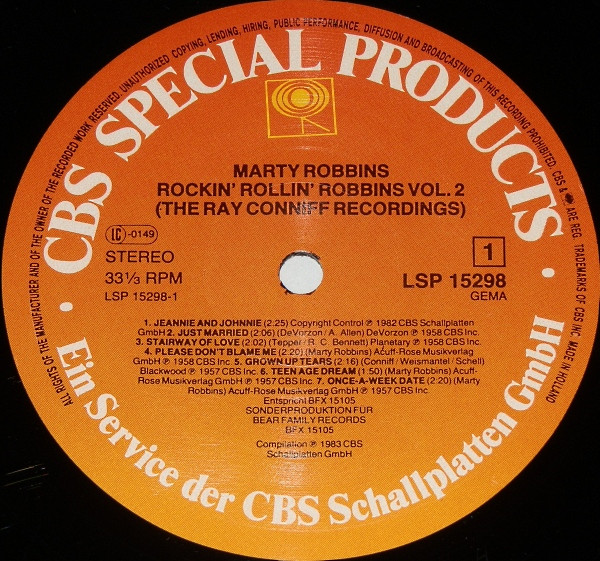 ALL RIGHTS OF THE MANUFACTURER AND OF THE OWNER OF THE RECORDED WORK RESERVED. UNAUTHORIZED COPYING, LENDING, HIRING, PUBLIC PERFORMANCE, DIFFUSION AND BROADCASTING OF THIS RECORDING PROHIBITED. CBS & ARE REG. TRADEMARKS OF CBS INC. MADE IN HOLLAND
· CBS SPECIAL PRODUCTS ·
MARTY ROBBINS
ROCKIN' ROLLIN' ROBBINS VOL. 2
(THE RAY CONNIFF RECORDINGS)
LC -0149
STEREO
33⅓ RPM
LSP 15298-1
1
LSP 15298
GEMA
1. JEANNIE AND JOHNNIE (2:25) Copyright Control ℗ 1982 CBS Schallplatten
GmbH 2. JUST MARRIED (2:06) (DeVorzon / A. Allen) DeVorzon ℗ 1958 CBS Inc.
3. STAIRWAY OF LOVE (2:02) (Tepper / R. C. Bennett) Planetary ℗ 1958 CBS Inc.
4. PLEASE DON'T BLAME ME (2:20) (Marty Robbins) Acuff-Rose Musikverlag
GmbH ℗ 1958 CBS Inc. 5. GROWN UP TEARS (2:16) (Conniff / Weismantel / Schell)
Blackwood ℗ 1957 CBS Inc. 6. TEEN AGE DREAM (1:50) (Marty Robbins) Acuff-
Rose Musikverlag GmbH ℗ 1957 CBS Inc. 7. ONCE-A-WEEK DATE (2:20) (Marty
Robbins) Acuff-Rose Musikverlag GmbH ℗ 1957 CBS Inc.
Entspricht BFX 15105
SONDERPRODUKTION FUR
BEAR FAMILY RECORDS
BFX 15105
Compilation ℗ 1983 CBS
Schallplatten GmbH
Ein Service der CBS Schallplatten GmbH